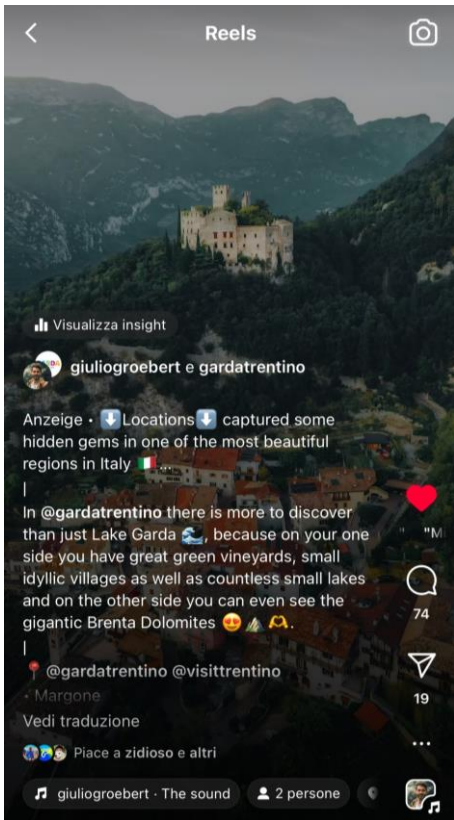 Reels
Visualizza insight
giuliogroebert e gardatrentino
Anzeige • ⬇️Locations⬇️ captured some
hidden gems in one of the most beautiful
regions in Italy 🇮🇹...
|
In @gardatrentino there is more to discover
than just Lake Garda 🌊, because on your one
side you have great green vineyards, small
idyllic villages as well as countless small lakes
and on the other side you can even see the
gigantic Brenta Dolomites 😍⛰️🫶.
|
📍 @gardatrentino @visittrentino
• Margone
Vedi traduzione
Piace a zidioso e altri
giuliogroebert · The sound
2 persone
74
19